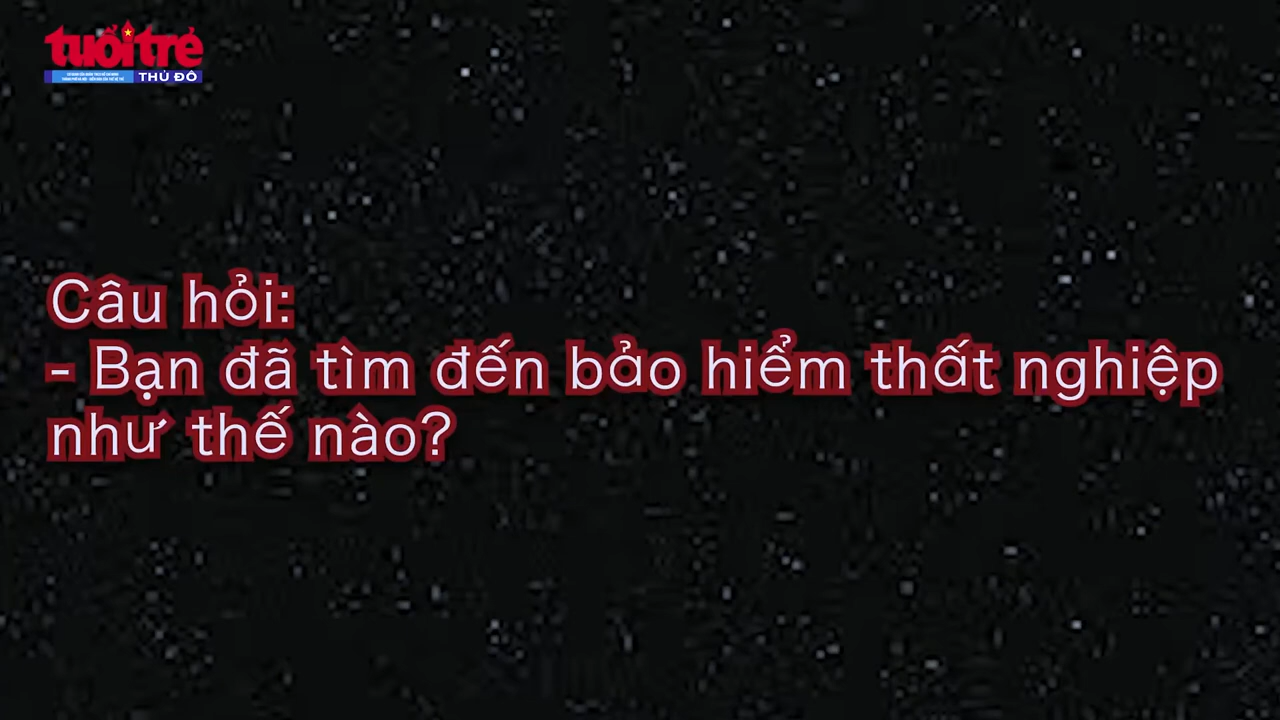 tuổi trẻ
THỦ ĐÔ
Câu hỏi:
- Bạn đã tìm đến bảo hiểm thất nghiệp
như thế nào?